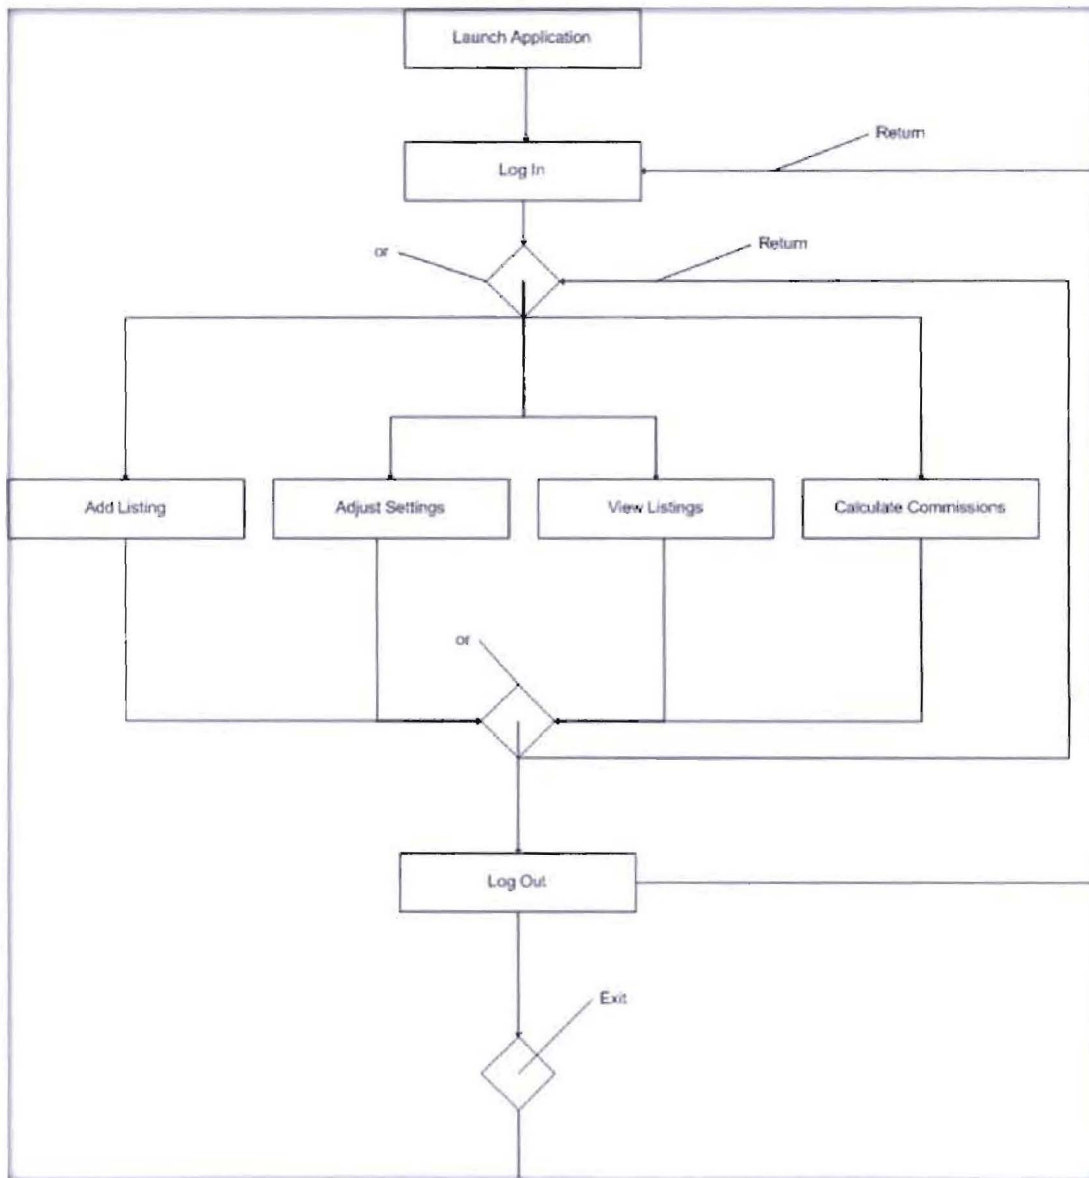 Launch Application
Return
Log In
or
Return
Add Listing
Adjust Settings
View Listings
Calculate Commissions
or
Log Out
Exit